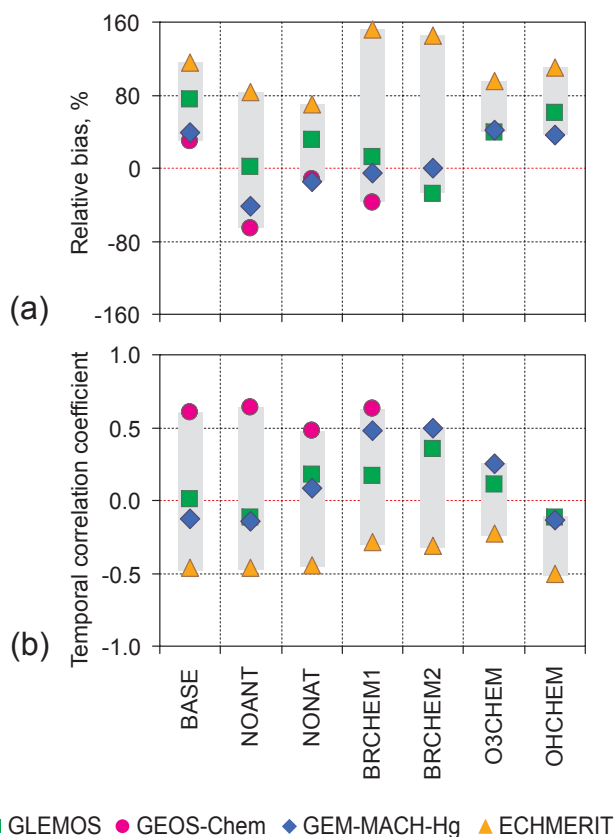 160
80
0
-80
-160
Relative bias, %
(a)
1.0
0.5
0.0
-0.5
-1.0
Temporal correlation coefficient
(b)
BASE
NOANT
NONAT
BRCHEM1
BRCHEM2
O3CHEM
OHCHEM
GLEMOS GEOS-Chem GEM-MACH-Hg ECHMERIT